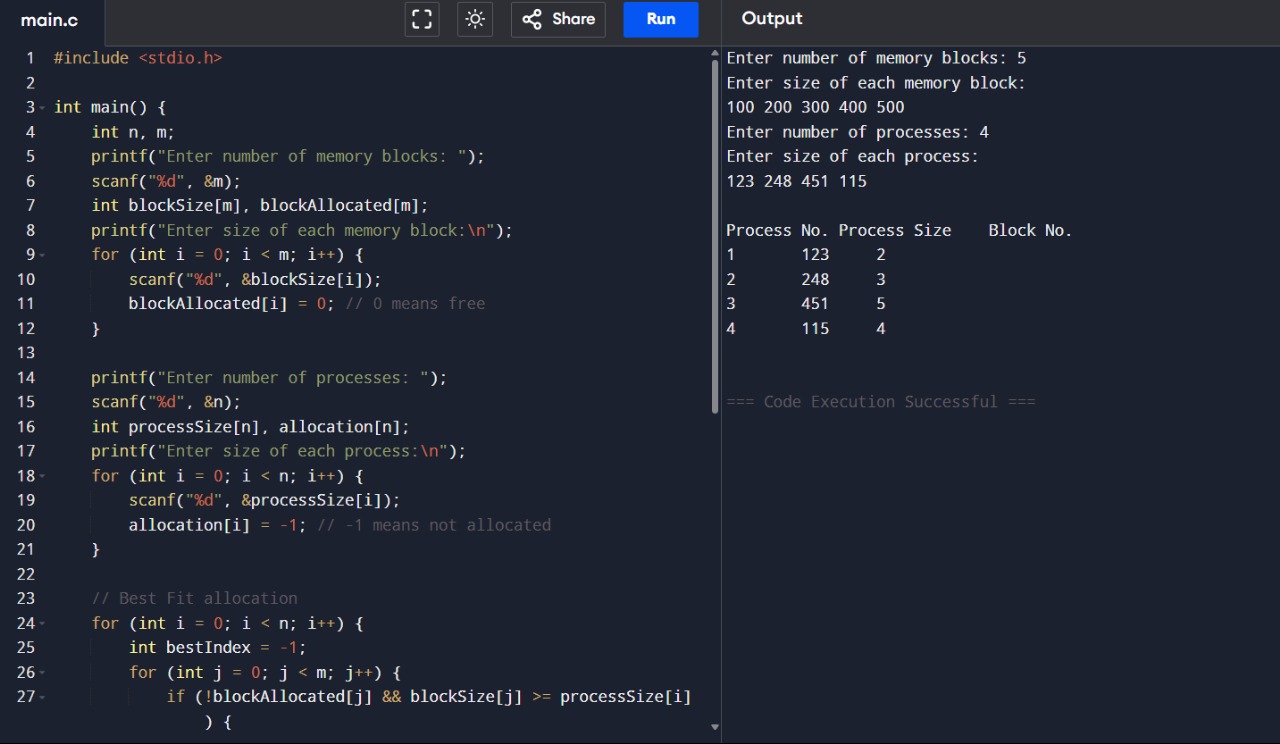 main.c
Share
Run
Output
1 #include <stdio.h>
2
3 int main() {
4     int n, m;
5     printf("Enter number of memory blocks: ");
6     scanf("%d", &m);
7     int blockSize[m], blockAllocated[m];
8     printf("Enter size of each memory block:\n");
9     for (int i = 0; i < m; i++) {
10         scanf("%d", &blockSize[i]);
11         blockAllocated[i] = 0; // 0 means free
12     }
13
14     printf("Enter number of processes: ");
15     scanf("%d", &n);
16     int processSize[n], allocation[n];
17     printf("Enter size of each process:\n");
18     for (int i = 0; i < n; i++) {
19         scanf("%d", &processSize[i]);
20         allocation[i] = -1; // -1 means not allocated
21     }
22
23     // Best Fit allocation
24     for (int i = 0; i < n; i++) {
25         int bestIndex = -1;
26         for (int j = 0; j < m; j++) {
27             if (!blockAllocated[j] && blockSize[j] >= processSize[i]
                ) {
Enter number of memory blocks: 5
Enter size of each memory block:
100 200 300 400 500
Enter number of processes: 4
Enter size of each process:
123 248 451 115

Process No. Process Size    Block No.
1       123     2
2       248     3
3       451     5
4       115     4

=== Code Execution Successful ===